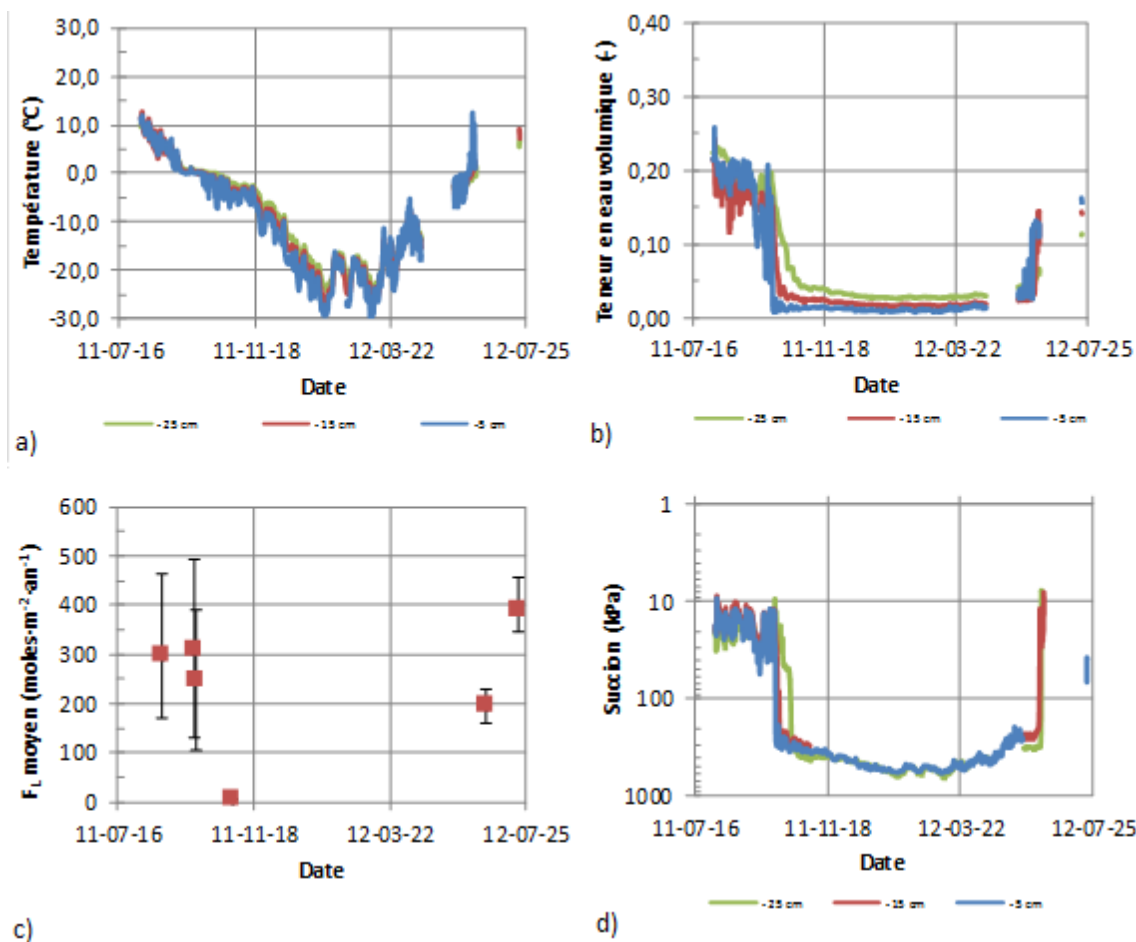 30,0
20,0
10,0
0,0
-10,0
-20,0
-30,0
Température (°C)
11-07-16
11-11-18
12-03-22
12-07-25
Date
-25 cm
-15 cm
-5 cm
a)
0,40
0,30
0,20
0,10
0,00
Teneur en eau volumique (-)
11-07-16
11-11-18
12-03-22
12-07-25
Date
-25 cm
-15 cm
-5 cm
b)
600
500
400
300
200
100
0
FL moyen (moles·m-2·an-1)
11-07-16
11-11-18
12-03-22
12-07-25
Date
c)
1
10
100
1000
Succion (kPa)
11-07-16
11-11-18
12-03-22
12-07-25
Date
-25 cm
-15 cm
-5 cm
d)